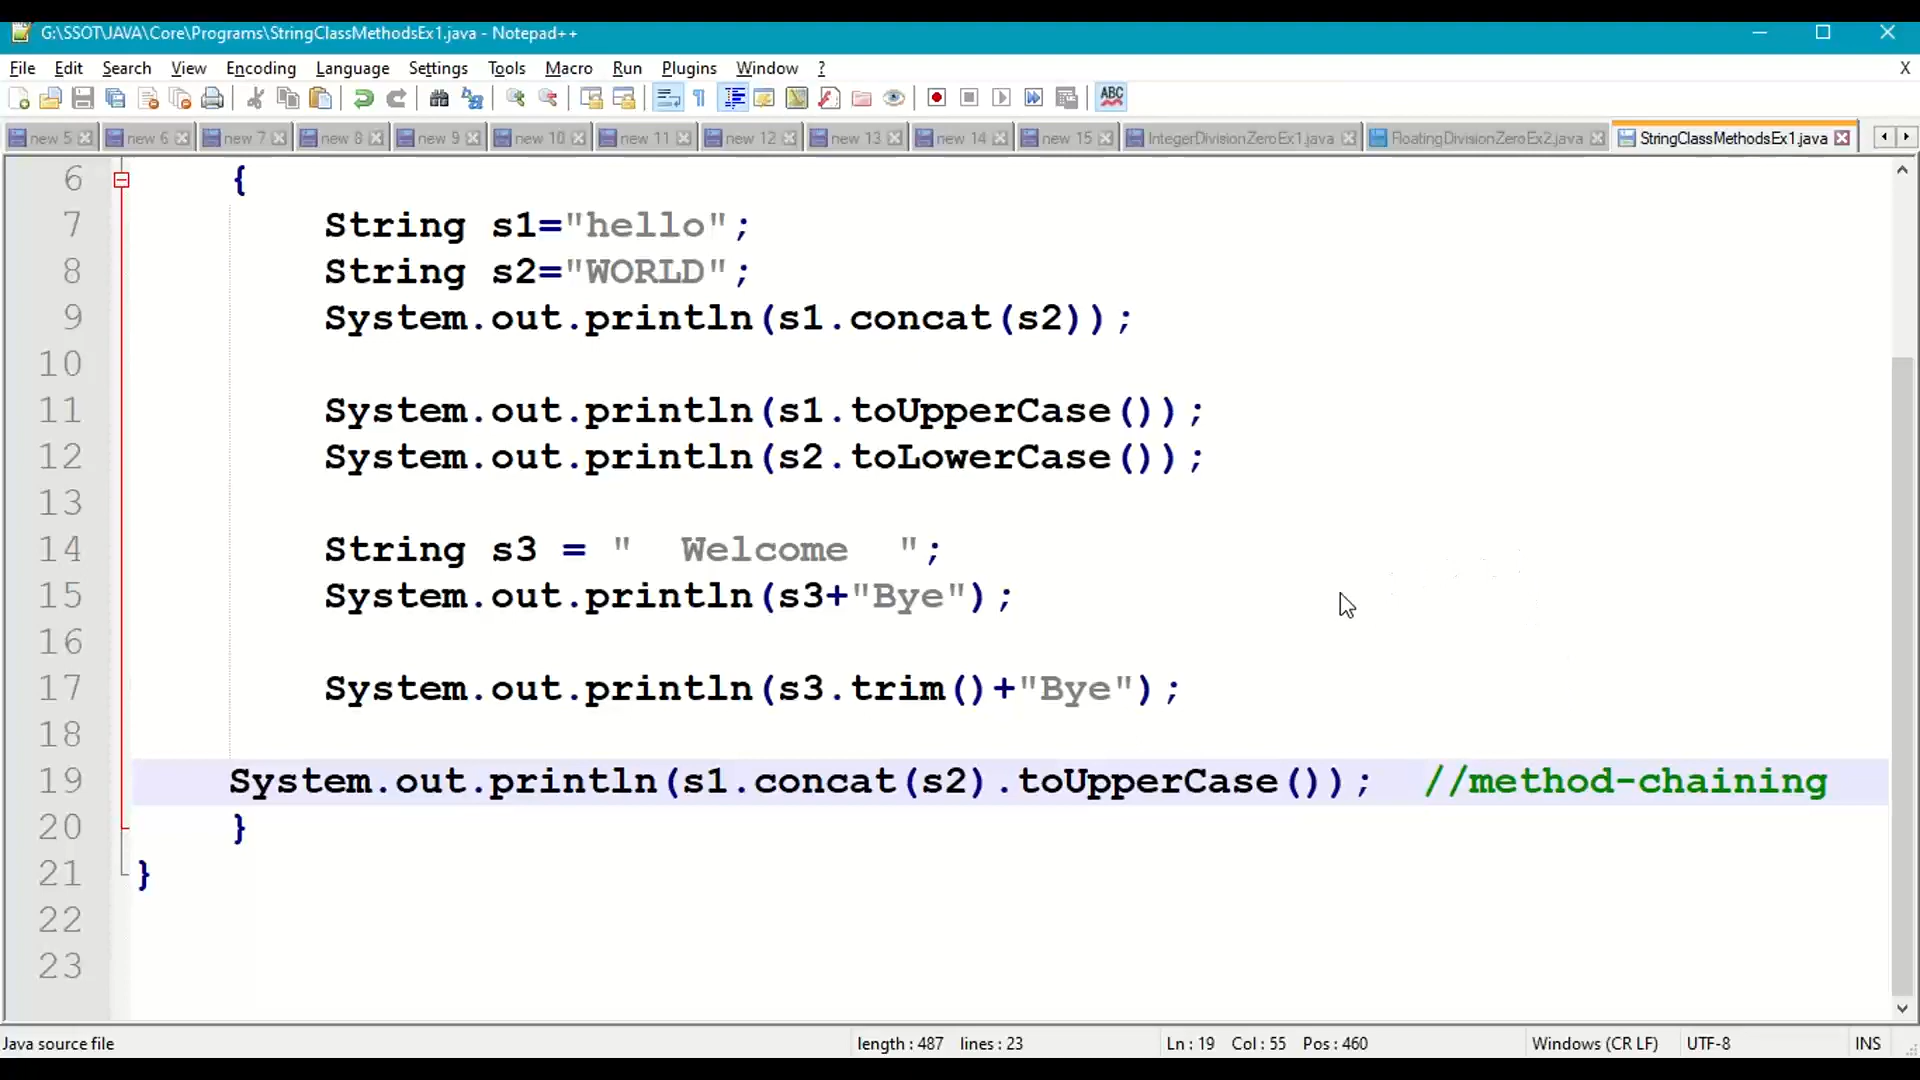 G:\SSOT\JAVA\Core\Programs\StringClassMethodsEx1.java - Notepad++
File Edit Search View Encoding Language Settings Tools Macro Run Plugins Window ? X
ABC
new 5 new 6 new 7 new 8 new 9 new 10 new 11 new 12 new 13 new 14 new 15 IntegerDivisionZeroEx1.java FloatingDivisionZeroEx2.java StringClassMethodsEx1.java
6 {
7 String s1="hello";
8 String s2="WORLD";
9 System.out.println(s1.concat(s2));
10
11 System.out.println(s1.toUpperCase());
12 System.out.println(s2.toLowerCase());
13
14 String s3 = "  Welcome  ";
15 System.out.println(s3+"Bye");
16
17 System.out.println(s3.trim()+"Bye");
18
19 System.out.println(s1.concat(s2).toUpperCase()); //method-chaining
20 }
21 }
22
23
Java source file length : 487 lines : 23 Ln : 19 Col : 55 Pos : 460 Windows (CR LF) UTF-8 INS